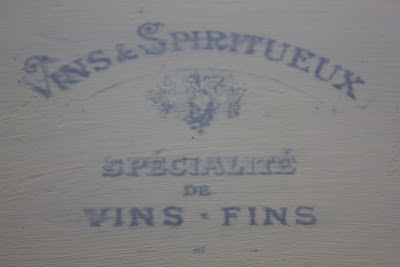 VINS & SPIRITUEUX
SPÉCIALITÉ
DE
VINS · FINS